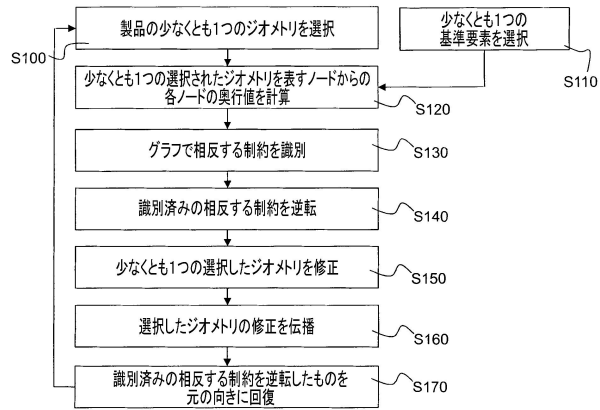 製品の少なくとも1つのジオメトリを選択
S100
少なくとも1つの
基準要素を選択
S110
少なくとも1つの選択されたジオメトリを表すノードからの
各ノードの奥行値を計算
S120
グラフで相反する制約を識別
S130
識別済みの相反する制約を逆転
S140
少なくとも1つの選択したジオメトリを修正
S150
選択したジオメトリの修正を伝播
S160
識別済みの相反する制約を逆転したものを
元の向きに回復
S170